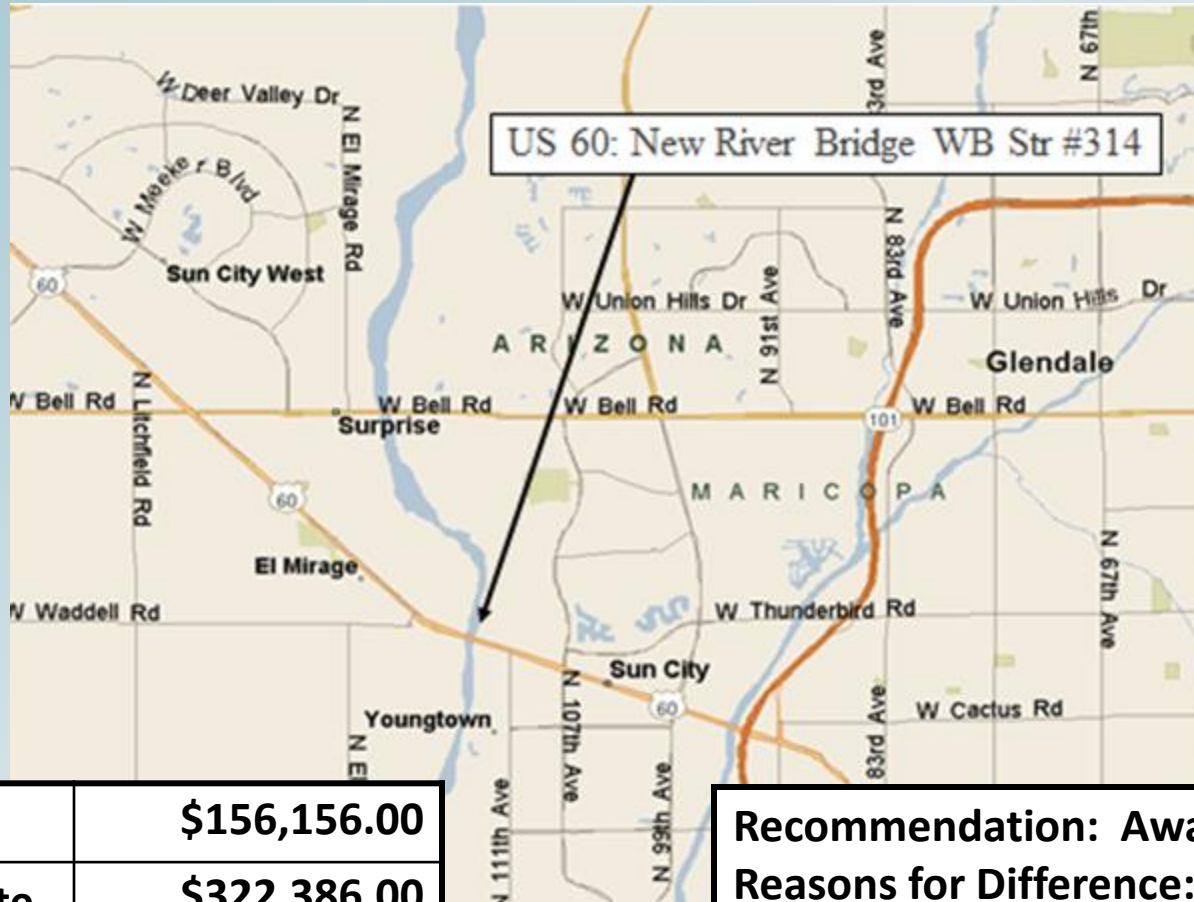 N 67th
3rd Ave
W Deer Valley Dr
N El Mirage Rd
US 60: New River Bridge WB Str #314
W Meeker Blvd
N 83rd Ave
Sun City West
60
N 91st Ave
W Union Hills Dr
W Union Hills Dr
ARIZONA
Glendale
N Litchfield Rd
W Bell Rd
W Bell Rd
W Bell Rd
W Bell Rd
101
Surprise
60
MARICOPA
El Mirage
N 67th Ave
W Waddell Rd
W Thunderbird Rd
Sun City
N 107th Ave
60
83rd Ave
W Cactus Rd
Youngtown
N El
N 111th Ave
N 99th Ave
$156,156.00
$322,386.00
Recommendation: Awa
Reasons for Difference: